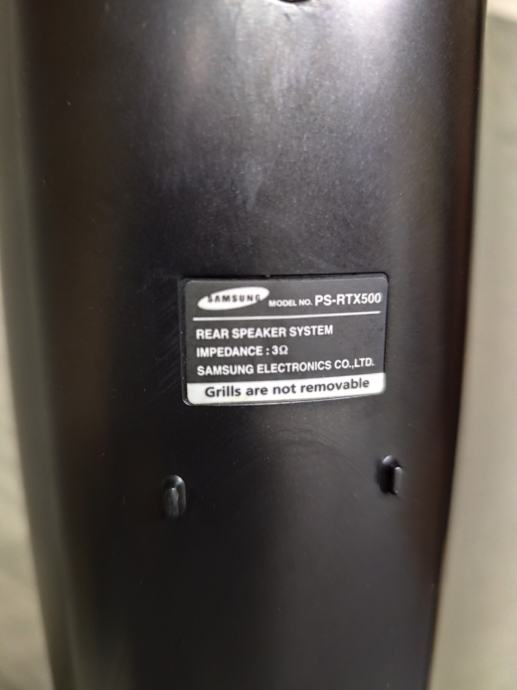 SAMSUNG MODEL NO. PS-RTX500
REAR SPEAKER SYSTEM
IMPEDANCE : 3Ω
SAMSUNG ELECTRONICS CO.,LTD.
Grills are not removable